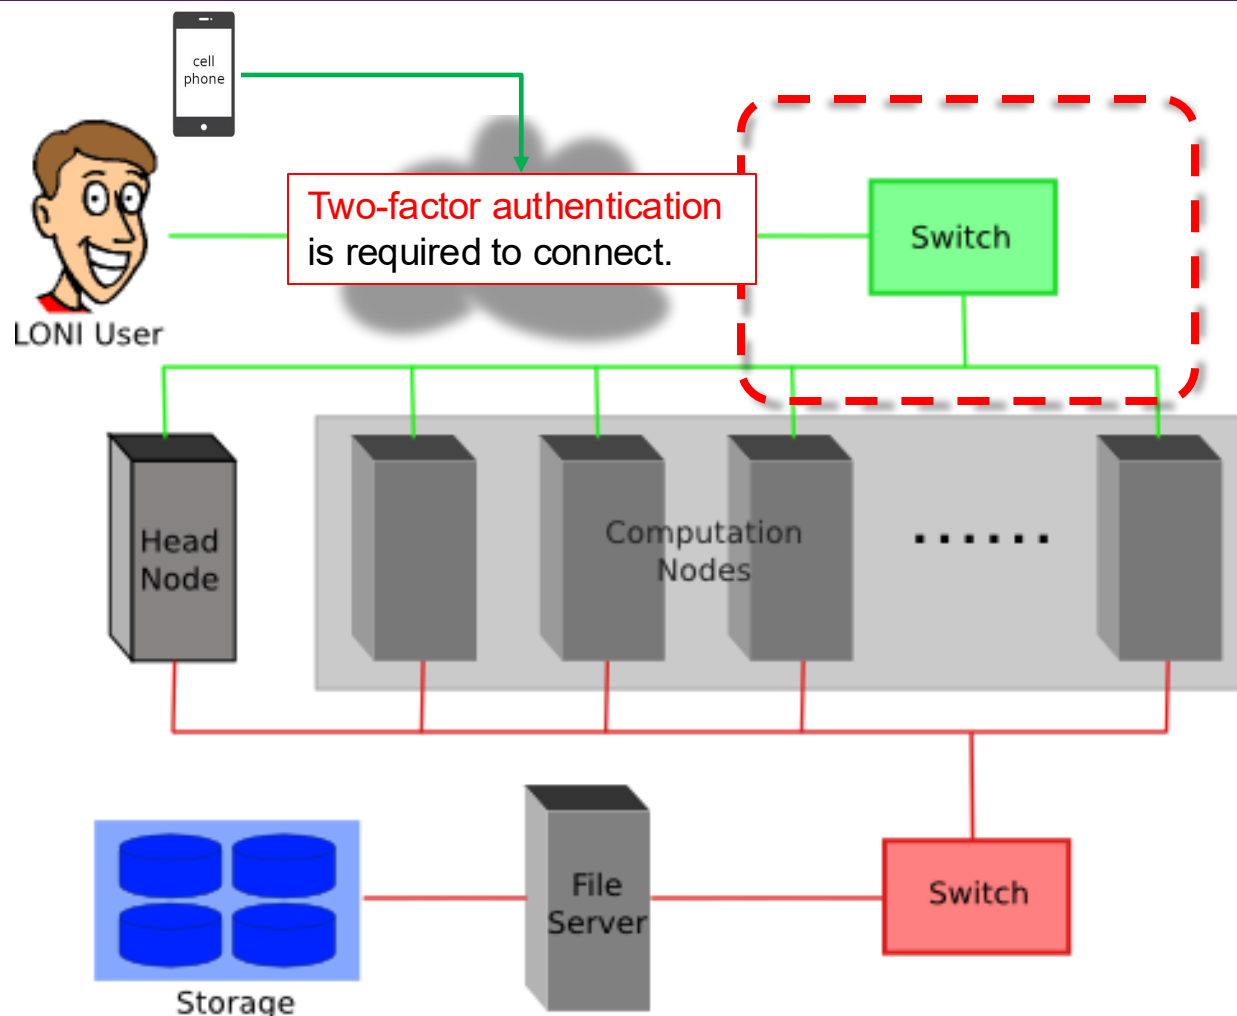 cell
phone
Two-factor authentication
is required to connect.
Switch
LONI User
Head
Node
Computation
Nodes
......
File
Server
Switch
Storage